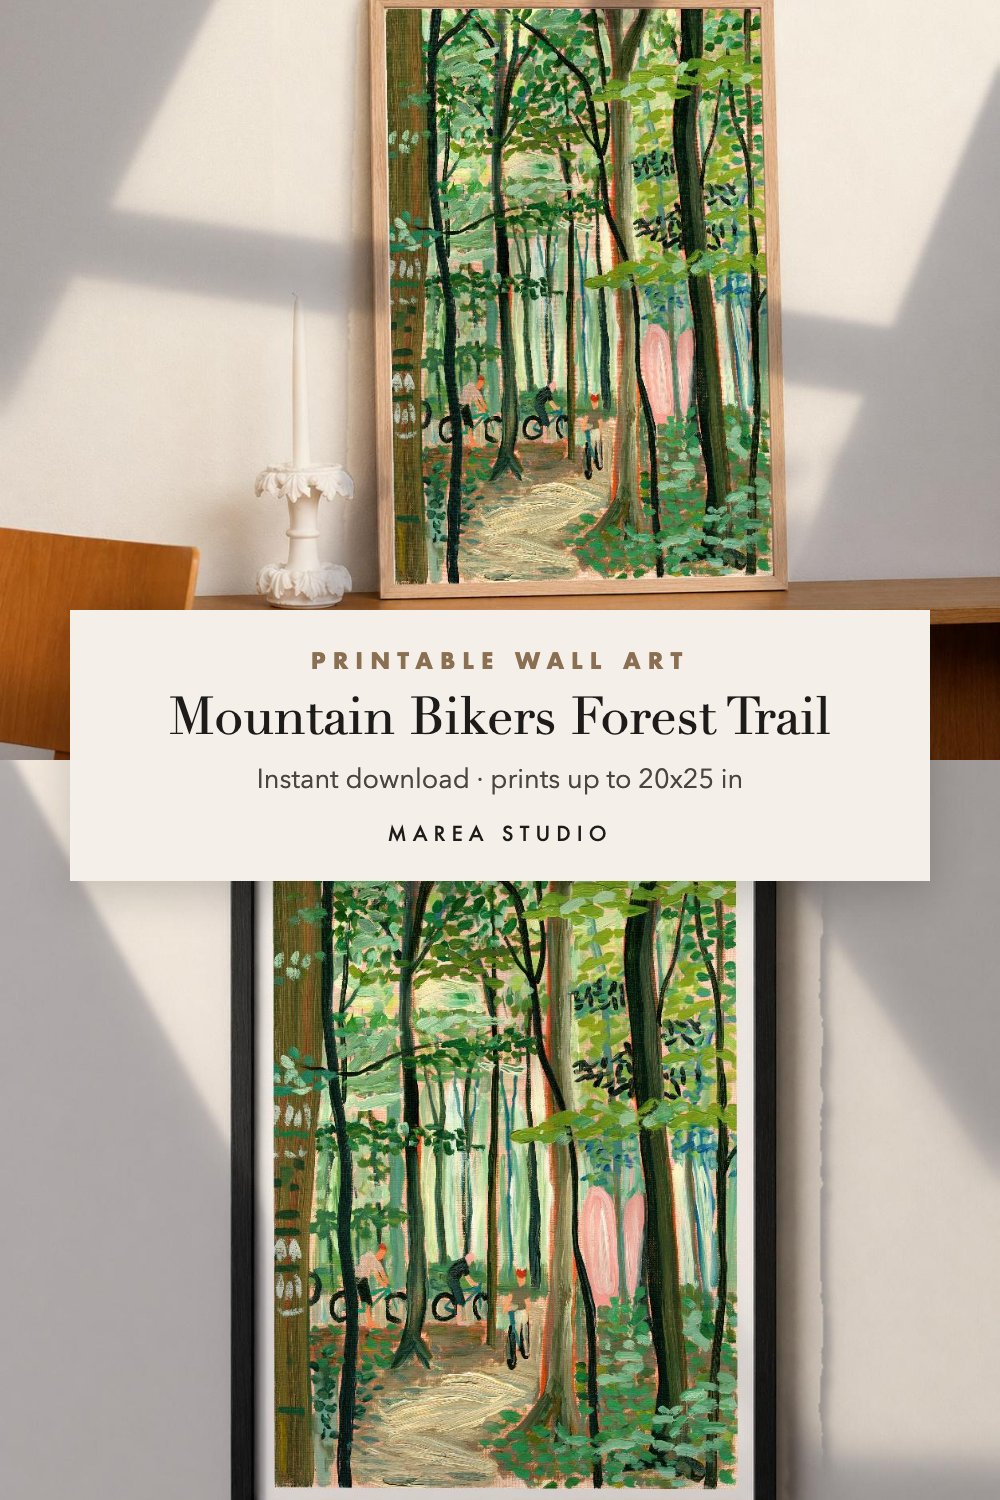 PRINTABLE WALL ART
Mountain Bikers Forest Trail
Instant download · prints up to 20x25 in
MAREA STUDIO